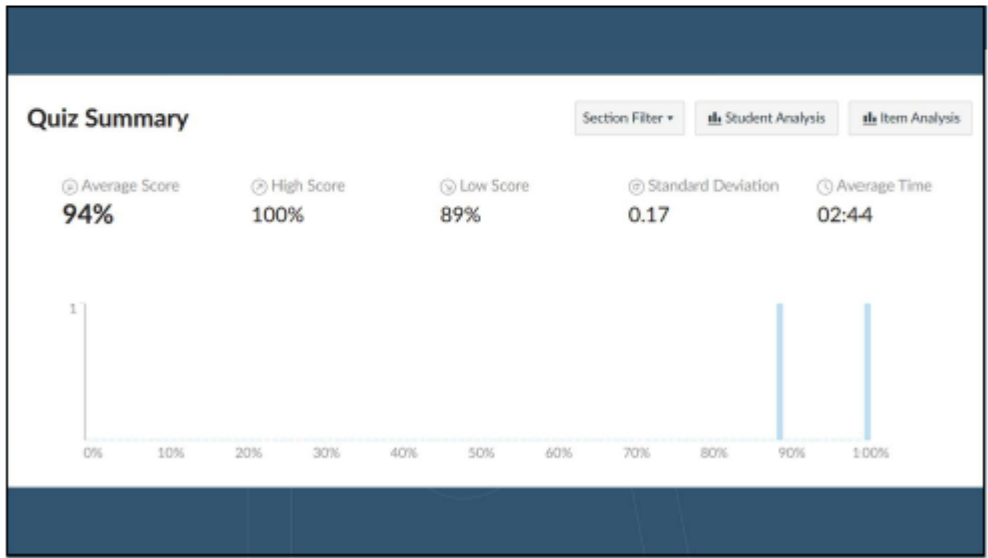 Quiz Summary
Section Filter ▾ Student Analysis Item Analysis
Average Score High Score Low Score Standard Deviation Average Time
94% 100% 89% 0.17 02:44
1
0% 10% 20% 30% 40% 50% 60% 70% 80% 90% 100%